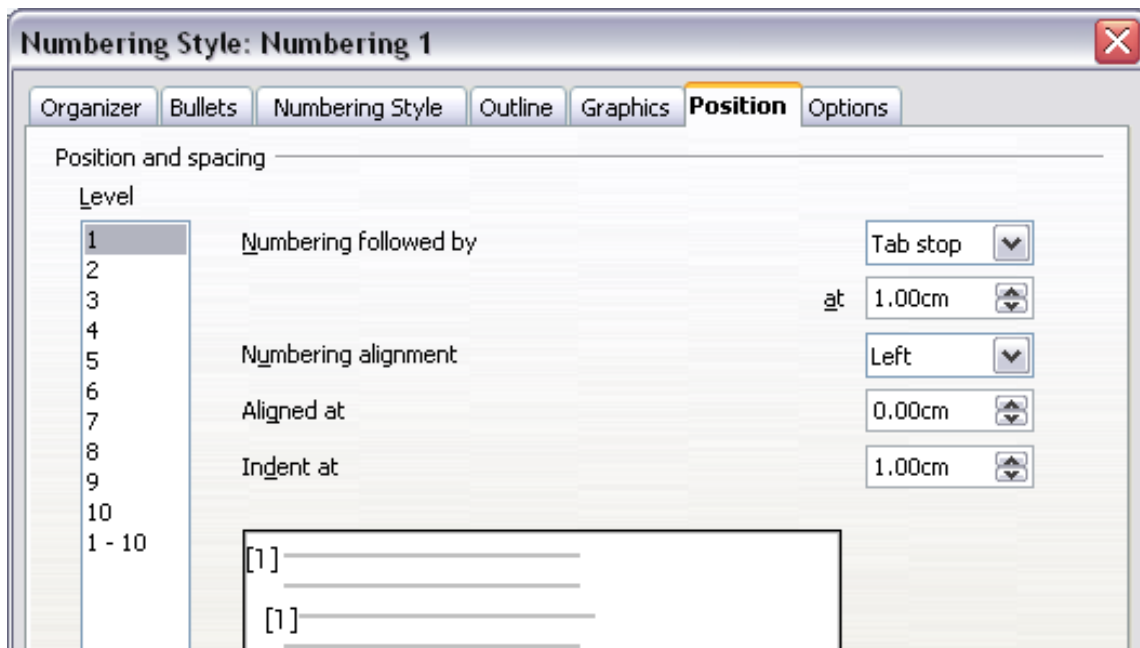 Numbering Style: Numbering 1
Organizer Bullets Numbering Style Outline Graphics Position Options
Position and spacing
Level
1 Numbering followed by Tab stop
2
3 at 1.00cm
4
5 Numbering alignment Left
6
7 Aligned at 0.00cm
8
9 Indent at 1.00cm
10
1 - 10
[1]
[1]